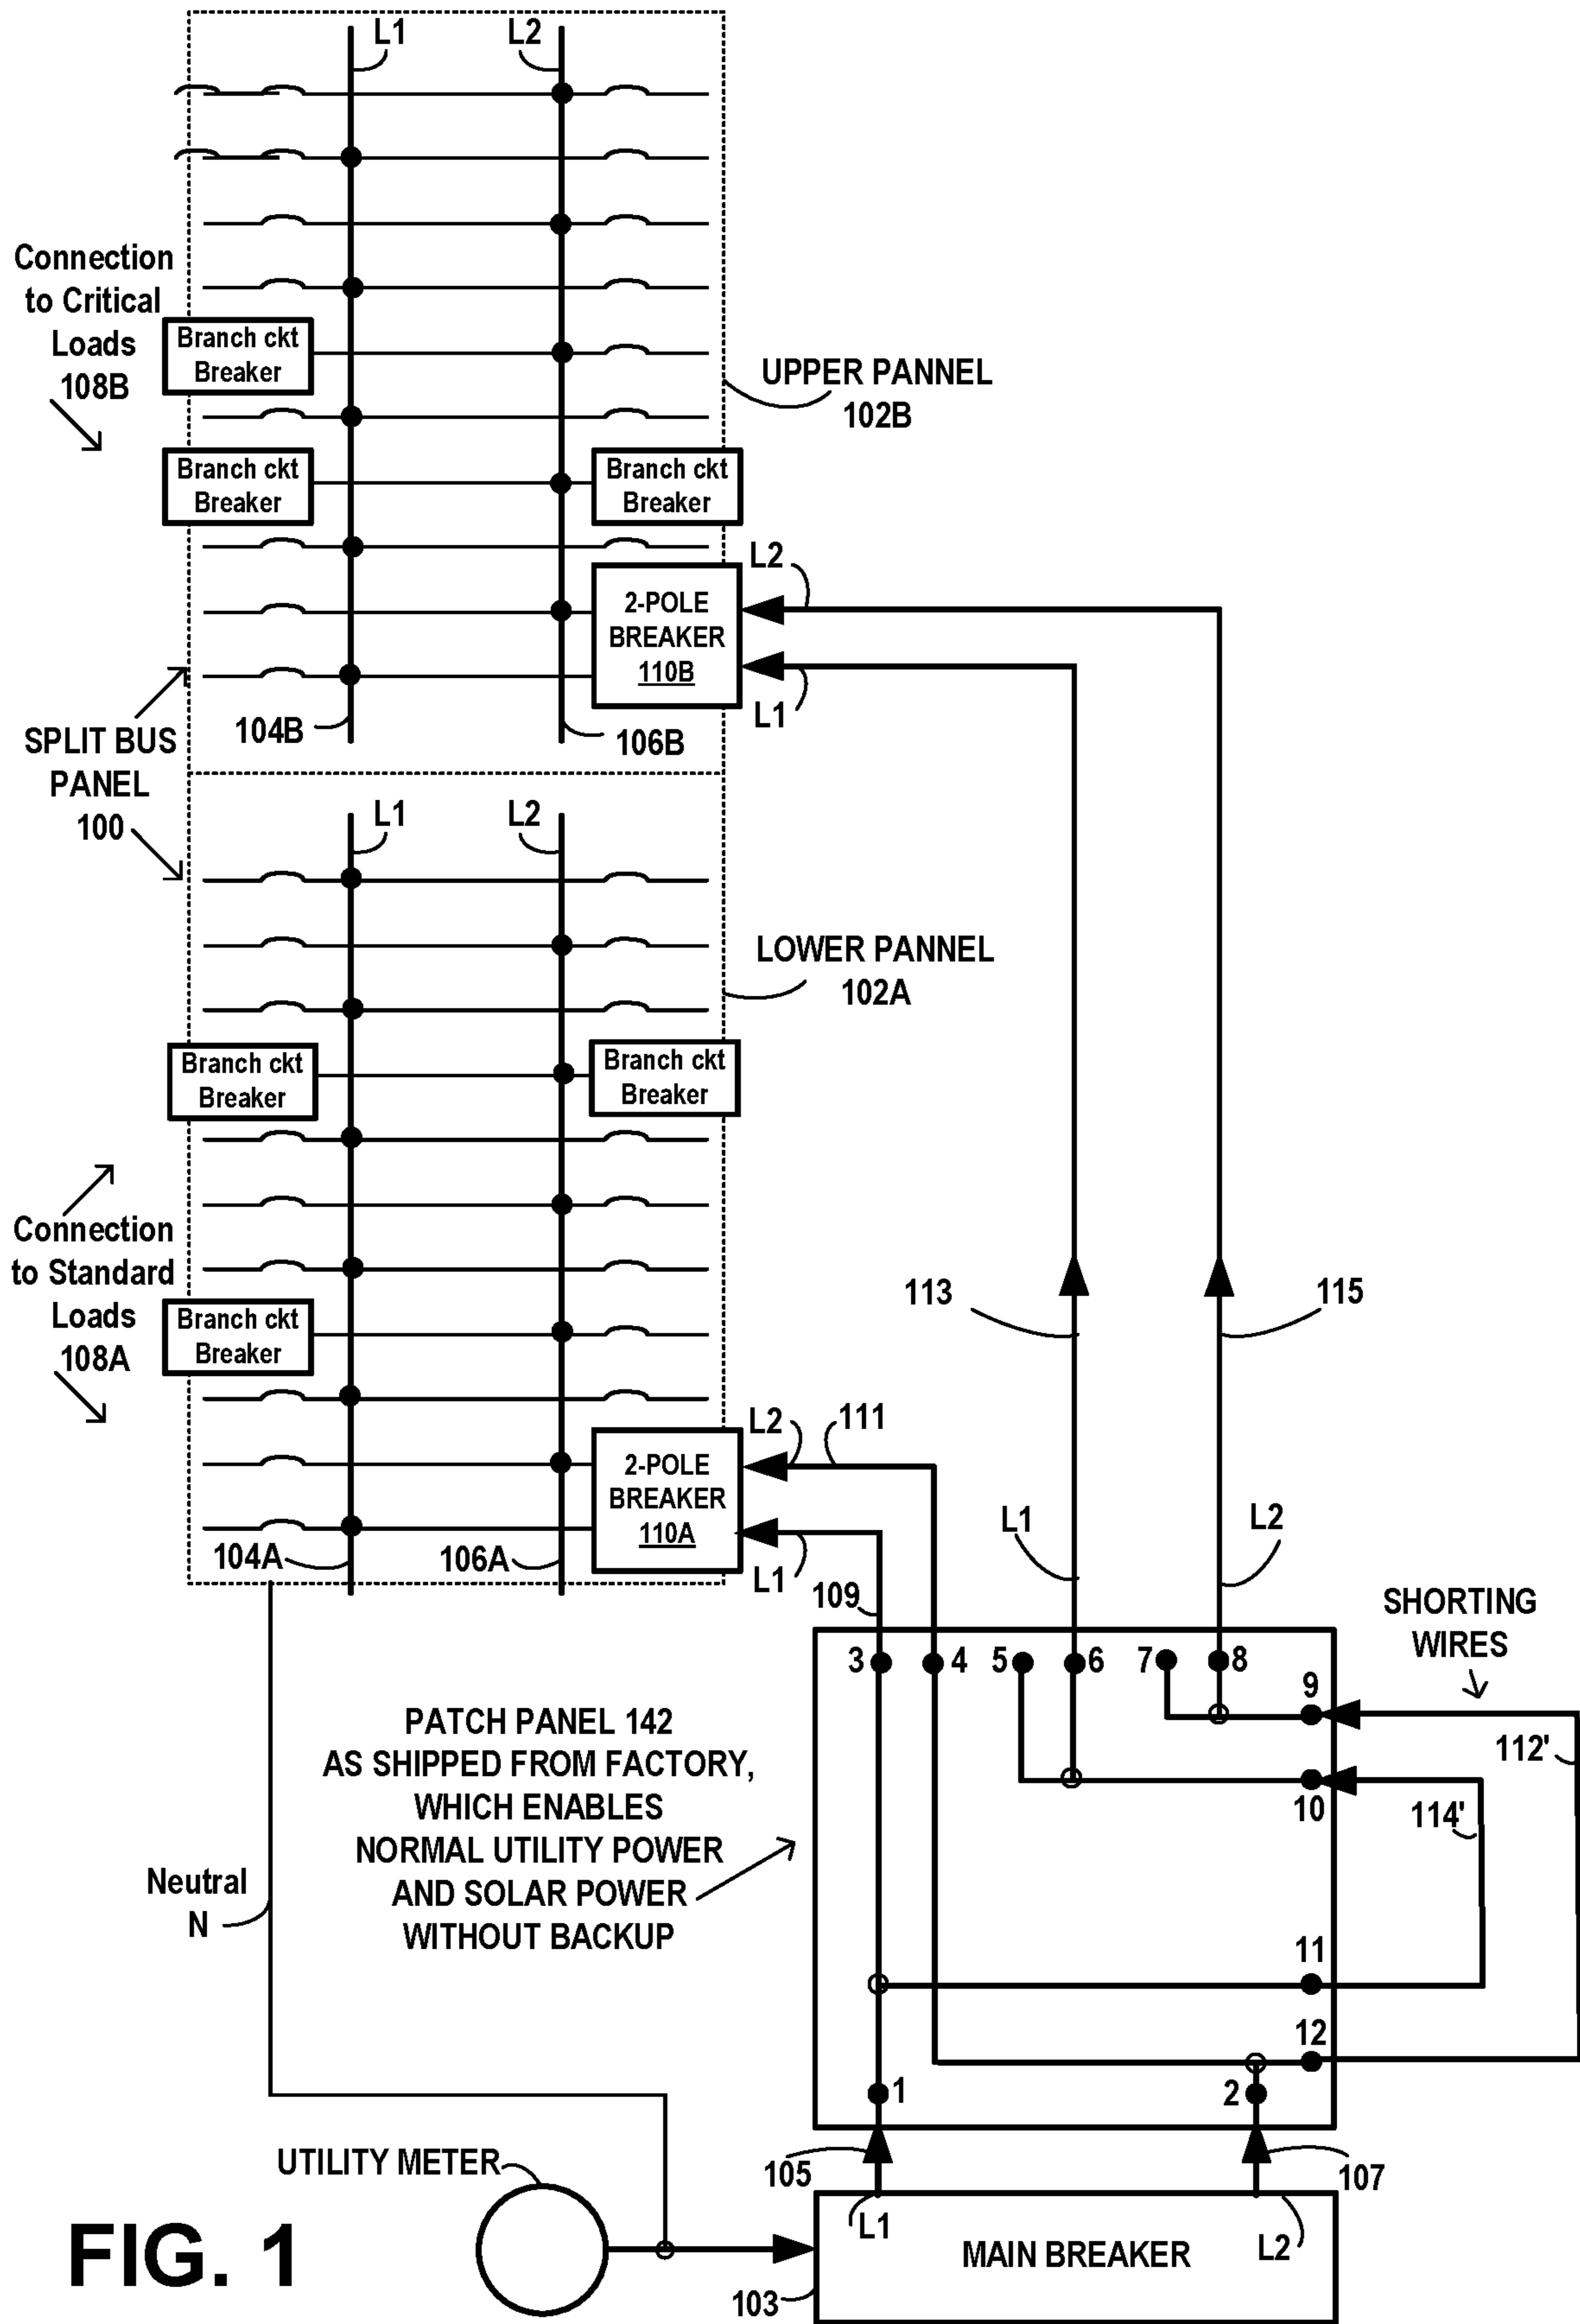 L1
L2
Connection
to Critical
Loads
108B
Branch ckt
Breaker
UPPER PANNEL
102B
Branch ckt
Breaker
Branch ckt
Breaker
L2
2-POLE
BREAKER
110B
L1
104B
106B
SPLIT BUS
PANEL
100
L1
L2
LOWER PANNEL
102A
Branch ckt
Breaker
Branch ckt
Breaker
Connection
to Standard
Loads
108A
Branch ckt
Breaker
113
115
L2
111
2-POLE
BREAKER
110A
L1
104A
106A
109
L1
L2
SHORTING
WIRES
3
4
5
6
7
8
9
10
112'
114'
PATCH PANEL 142
AS SHIPPED FROM FACTORY,
WHICH ENABLES
NORMAL UTILITY POWER
AND SOLAR POWER
WITHOUT BACKUP
Neutral
N
11
12
1
2
UTILITY METER
105
107
L1
L2
MAIN BREAKER
103
FIG. 1